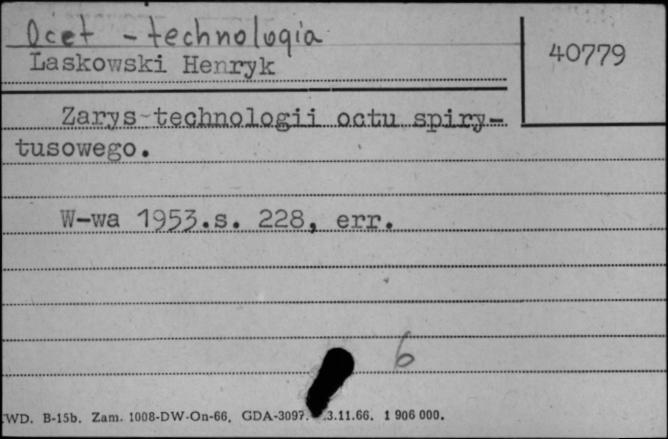 Ocet - technologia
40779
Laskowski Henryk
Zarys technologii octu spiry-
tusowego.
W-wa 1953.s. 228, err.
6
WD. B-15b. Zam. 1008-DW-On-66. GDA-3097. 3.11.66. 1 906 000.